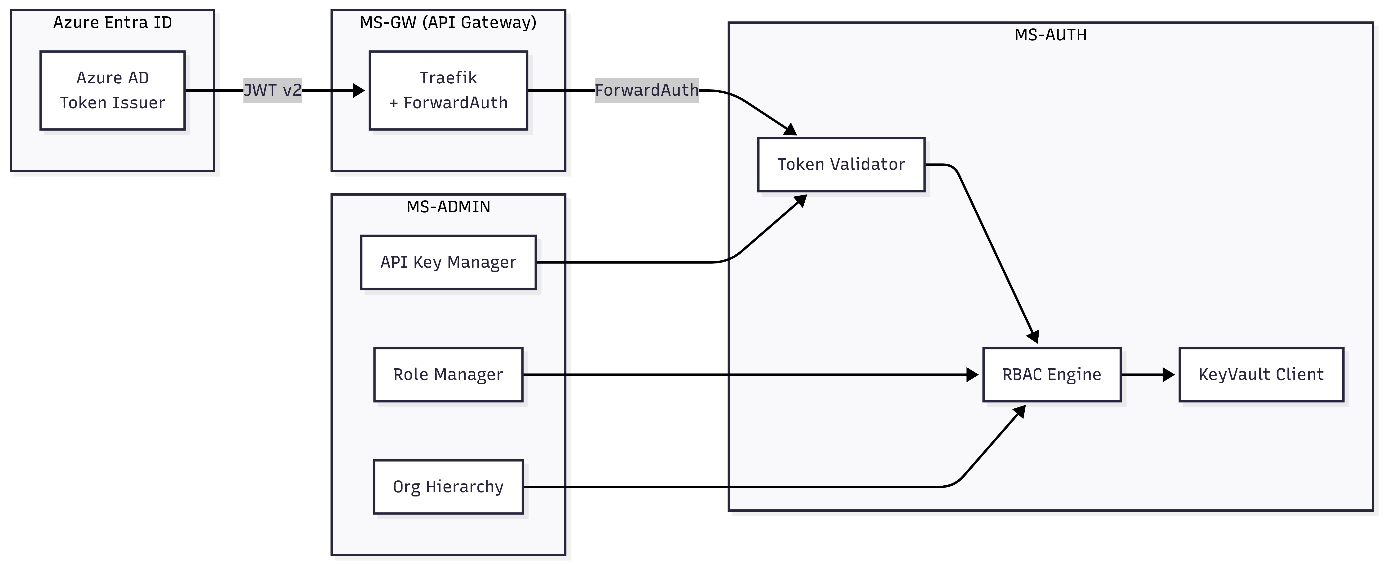 Azure Entra ID
Azure AD
Token Issuer
JWT v2
MS-GW (API Gateway)
Traefik
+ ForwardAuth
ForwardAuth
MS-ADMIN
API Key Manager
Role Manager
Org Hierarchy
MS-AUTH
Token Validator
RBAC Engine
KeyVault Client